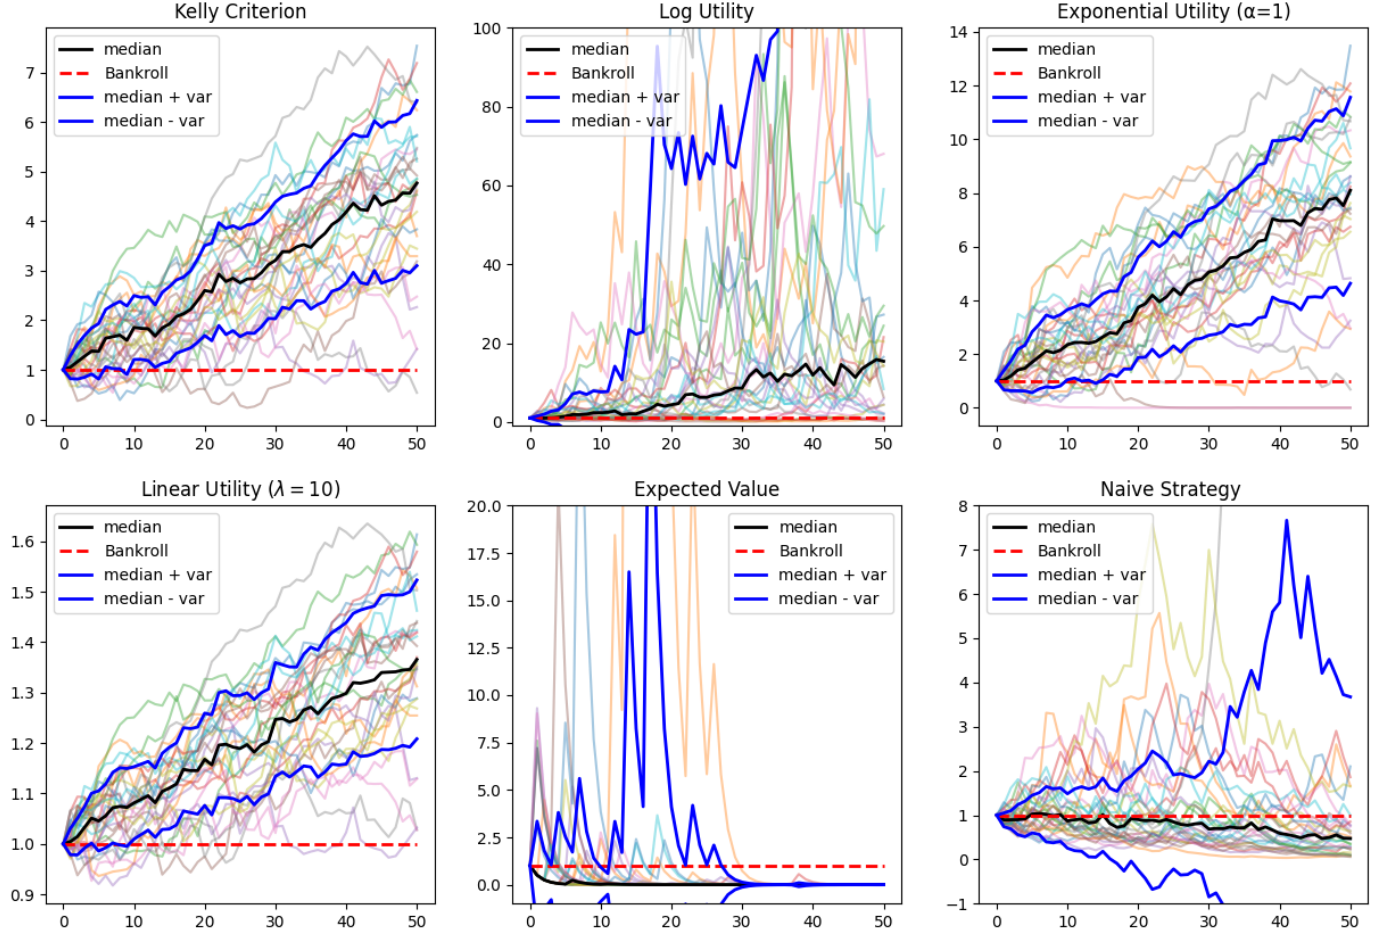 Kelly Criterion
median
Bankroll
median + var
median - var
7
6
5
4
3
2
1
0
0 10 20 30 40 50
Log Utility
median
Bankroll
median + var
median - var
100
80
60
40
20
0
0 10 20 30 40 50
Exponential Utility (α=1)
median
Bankroll
median + var
median - var
14
12
10
8
6
4
2
0
0 10 20 30 40 50
Linear Utility (λ = 10)
median
Bankroll
median + var
median - var
1.6
1.5
1.4
1.3
1.2
1.1
1.0
0.9
0 10 20 30 40 50
Expected Value
median
Bankroll
median + var
median - var
20.0
17.5
15.0
12.5
10.0
7.5
5.0
2.5
0.0
0 10 20 30 40 50
Naive Strategy
median
Bankroll
median + var
median - var
8
7
6
5
4
3
2
1
0
−1
0 10 20 30 40 50